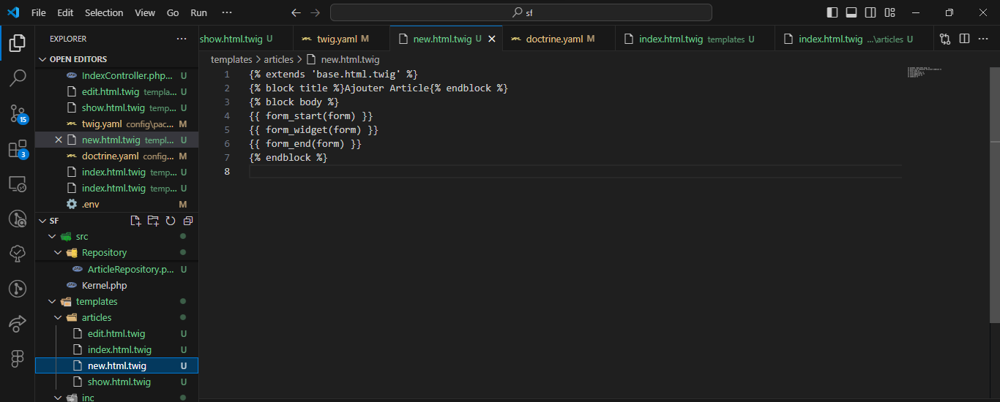 File Edit Selection View Go Run ···
sf
EXPLORER ···
show.html.twig U
twig.yaml M
new.html.twig U
doctrine.yaml M
index.html.twig templates U
index.html.twig ...\articles U
templates > articles > new.html.twig
OPEN EDITORS
IndexController.php... U
edit.html.twig templa... U
show.html.twig temp... U
twig.yaml config\pac... M
new.html.twig templ... U
doctrine.yaml config... M
index.html.twig temp... U
index.html.twig temp... U
.env M
SF
src
Repository
ArticleRepository.p... U
Kernel.php
templates
articles
edit.html.twig U
index.html.twig U
new.html.twig U
show.html.twig U
inc
15
3
1 {% extends 'base.html.twig' %}
2 {% block title %}Ajouter Article{% endblock %}
3 {% block body %}
4 {{ form_start(form) }}
5 {{ form_widget(form) }}
6 {{ form_end(form) }}
7 {% endblock %}
8